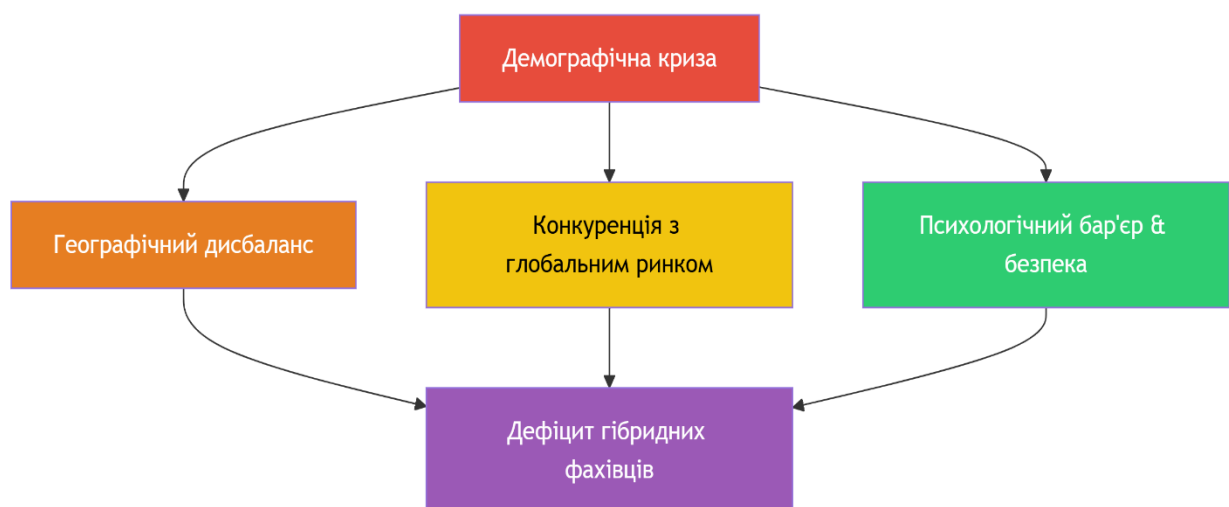 Демографічна криза
Географічний дисбаланс
Конкуренція з
глобальним ринком
Психологічний бар'єр &
безпека
Дефіцит гібридних
фахівців